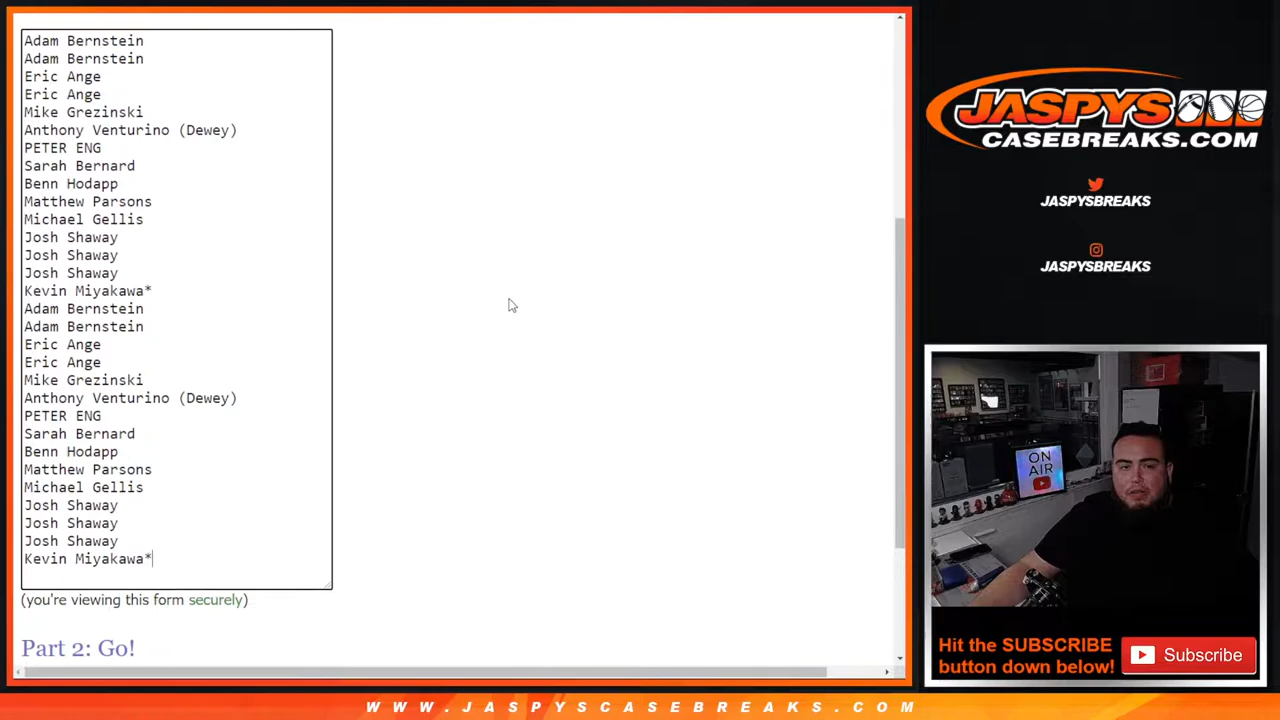 Adam Bernstein
Adam Bernstein
Eric Ange
Eric Ange
Mike Grezinski
Anthony Venturino (Dewey)
PETER ENG
Sarah Bernard
Benn Hodapp
Matthew Parsons
Michael Gellis
Josh Shaway
Josh Shaway
Josh Shaway
Kevin Miyakawa*
Adam Bernstein
Adam Bernstein
Eric Ange
Eric Ange
Mike Grezinski
Anthony Venturino (Dewey)
PETER ENG
Sarah Bernard
Benn Hodapp
Matthew Parsons
Michael Gellis
Josh Shaway
Josh Shaway
Josh Shaway
Kevin Miyakawa*
(you're viewing this form securely)
Part 2: Go!
JASPYS
CASEBREAKS.COM
JASPYSBREAKS
JASPYSBREAKS
ON
AIR
Hit the SUBSCRIBE
button down below!
Subscribe
WWW.JASPYSCASEBREAKS.COM